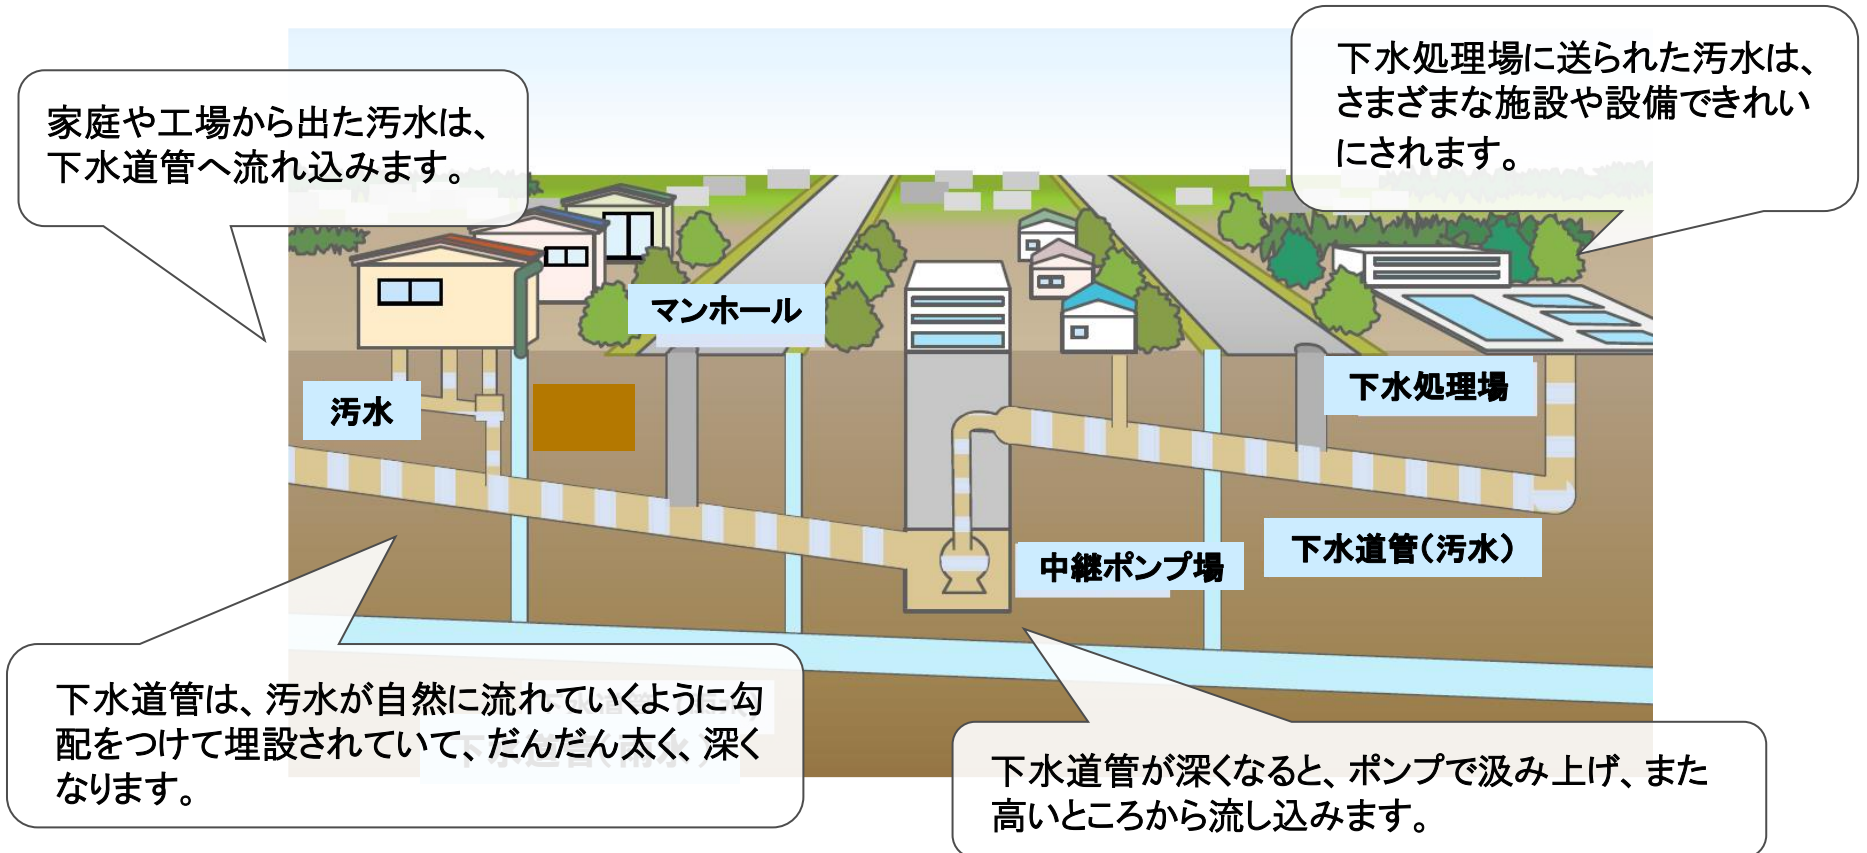 家庭や工場から出た汚水は、
下水道管へ流れ込みます。
下水処理場に送られた汚水は、
さまざまな施設や設備できれい
にされます。
マンホール
汚水
下水処理場
中継ポンプ場
下水道管(汚水)
下水道管は、汚水が自然に流れていくように勾
配をつけて埋設されていて、だんだん太く、深く
なります。
下水道管が深くなると、ポンプで汲み上げ、また
高いところから流し込みます。